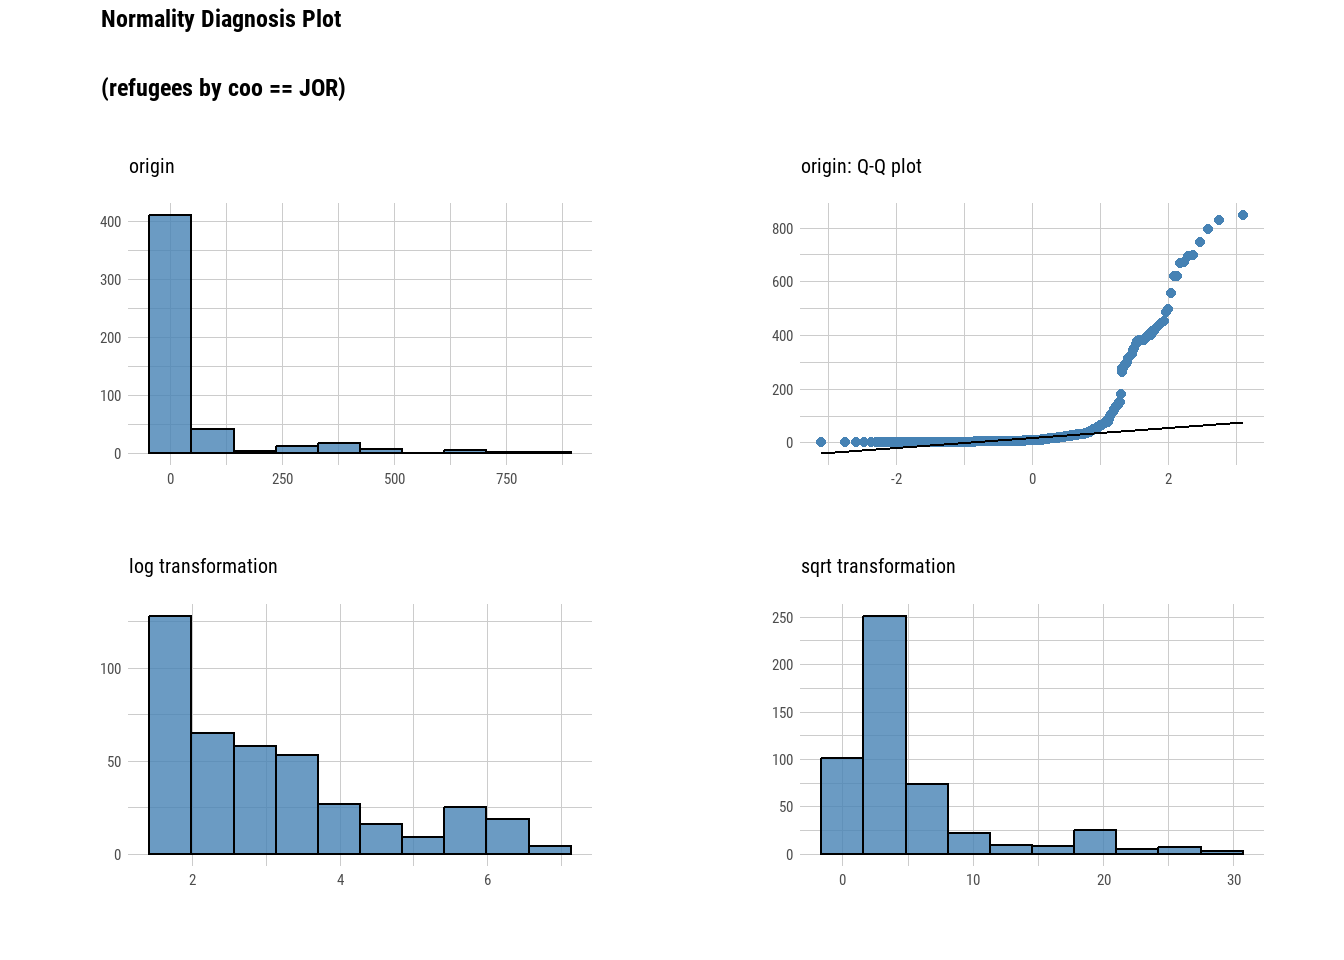 Normality Diagnosis Plot
(refugees by coo == JOR)
origin
400
300
200
100
0
0 250 500 750
origin: Q-Q plot
800
600
400
200
0
-2 0 2
log transformation
100
50
0
2 4 6
sqrt transformation
250
200
150
100
50
0
0 10 20 30